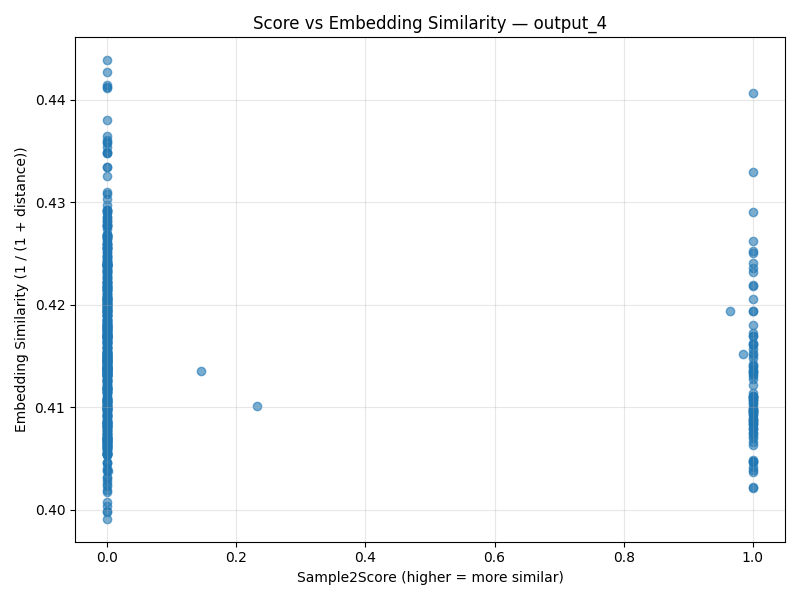 Score vs Embedding Similarity — output_4
Embedding Similarity (1 / (1 + distance))
0.44
0.43
0.42
0.41
0.40
0.0 0.2 0.4 0.6 0.8 1.0
Sample2Score (higher = more similar)